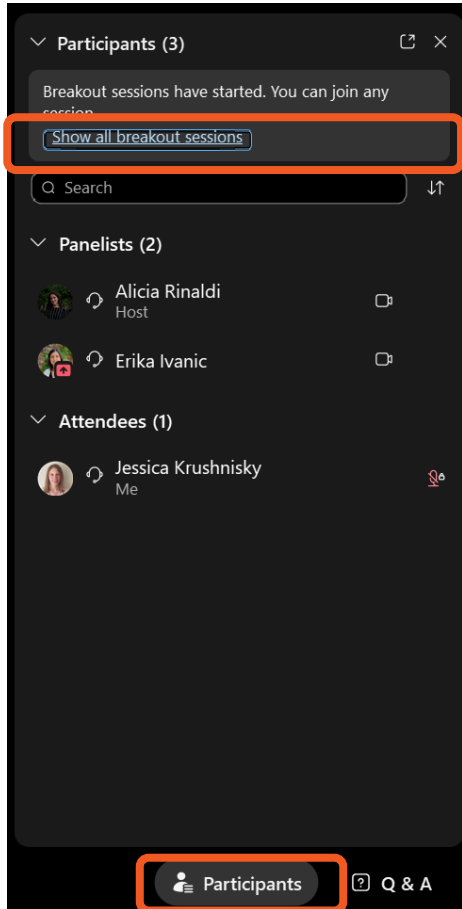 Participants (3)
Breakout sessions have started. You can join any
session
Show all breakout sessions
Search
Panelists (2)
Alicia Rinaldi
Host
Erika Ivanic
Attendees (1)
Jessica Krushnisky
Me
Participants
Q & A